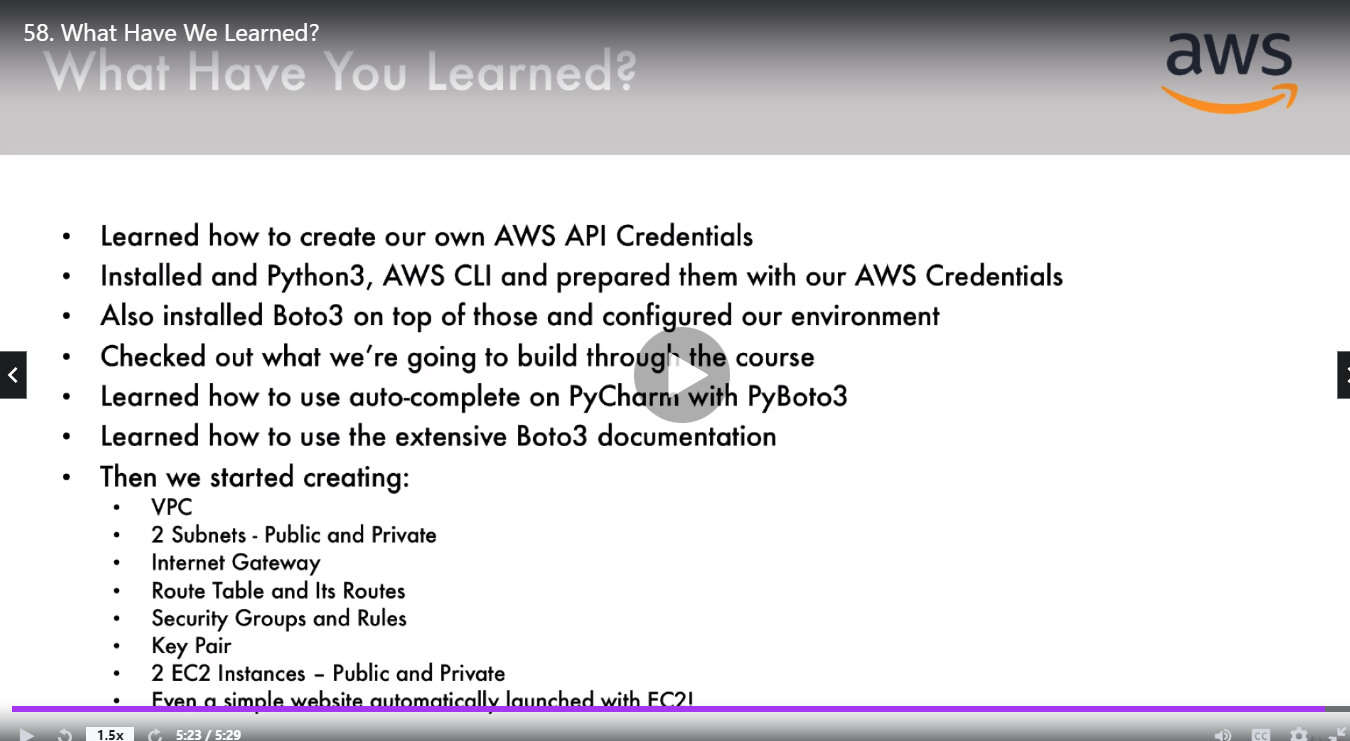 58. What Have We Learned?
What Have You Learned?
aws
• Learned how to create our own AWS API Credentials
• Installed and Python3, AWS CLI and prepared them with our AWS Credentials
• Also installed Boto3 on top of those and configured our environment
• Checked out what we’re going to build through the course
• Learned how to use auto-complete on PyCharm with PyBoto3
• Learned how to use the extensive Boto3 documentation
• Then we started creating:
• VPC
• 2 Subnets - Public and Private
• Internet Gateway
• Route Table and Its Routes
• Security Groups and Rules
• Key Pair
• 2 EC2 Instances – Public and Private
• Even a simple website automatically launched with EC2!
1.5x 5:23 / 5:29 CC